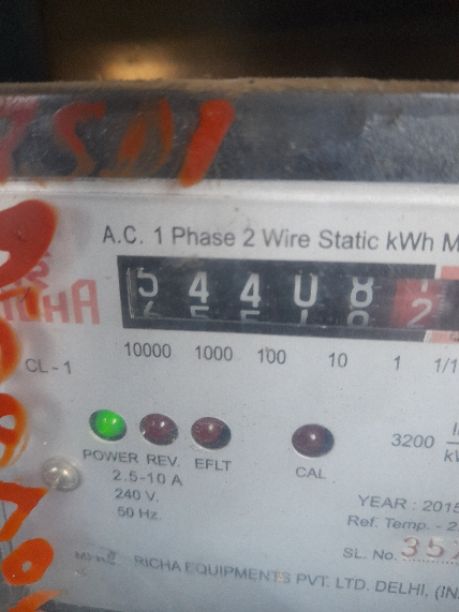 A.C. 1 Phase 2 Wire Static kWh M
5 4 4 0 8
2
RICHA
CL - 1
10000 1000 100 10 1 1/1
POWER REV. EFLT CAL
3200
2.5-10 A
240 V.
50 Hz.
YEAR : 2015
Ref. Temp. - 2
SL. No. 35
RICHA EQUIPMENTS PVT. LTD. DELHI, (IN